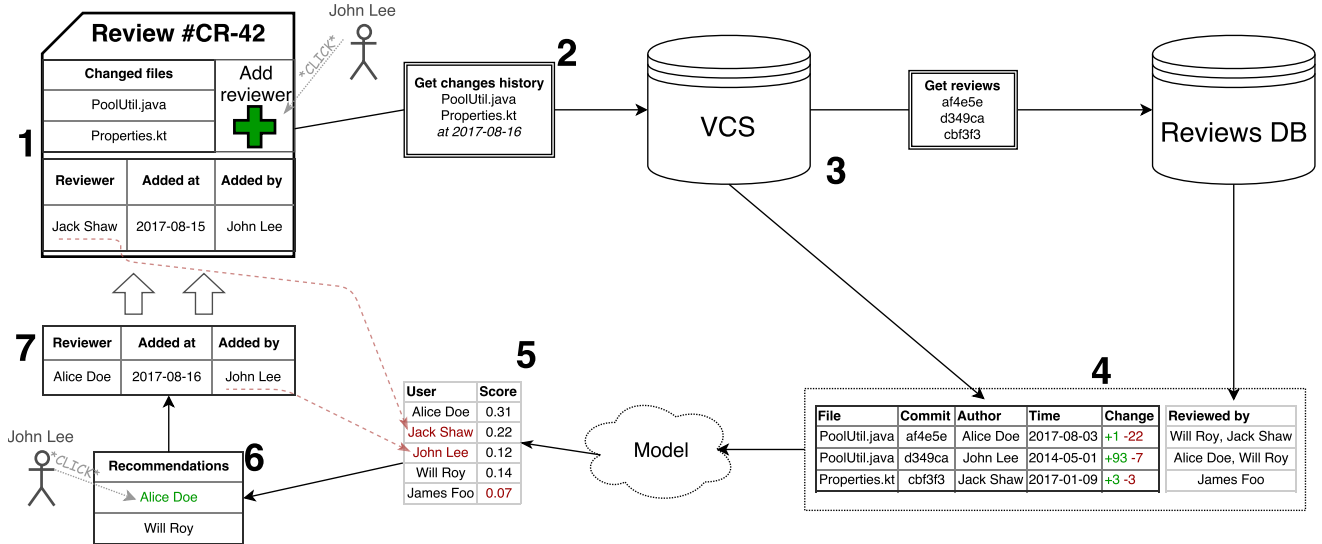 John Lee
Review #CR-42
*CLICK*
Changed files
Add
reviewer
PoolUtil.java
Properties.kt
1
Reviewer Added at Added by
Jack Shaw 2017-08-15 John Lee
2
Get changes history
PoolUtil.java
Properties.kt
at 2017-08-16
VCS
3
Get reviews
af4e5e
d349ca
cbf3f3
Reviews DB
4
File Commit Author Time Change Reviewed by
PoolUtil.java af4e5e Alice Doe 2017-08-03 +1 -22 Will Roy, Jack Shaw
PoolUtil.java d349ca John Lee 2014-05-01 +93 -7 Alice Doe, Will Roy
Properties.kt cbf3f3 Jack Shaw 2017-01-09 +3 -3 James Foo
Model
5
User Score
Alice Doe 0.31
Jack Shaw 0.22
John Lee 0.12
Will Roy 0.14
James Foo 0.07
6
John Lee
*CLICK*
Recommendations
Alice Doe
Will Roy
7
Reviewer Added at Added by
Alice Doe 2017-08-16 John Lee